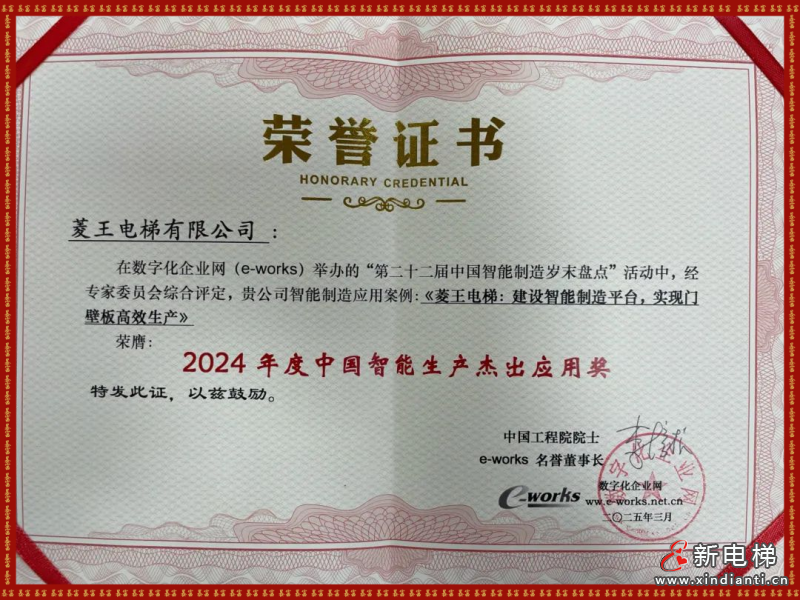 荣誉证书
HONORARY CREDENTIAL
菱王电梯有限公司：
在数字化企业网（e-works）举办的“第二十二届中国智能制造岁末盘点”活动中，经
专家委员会综合评定，贵公司智能制造应用案例：《菱王电梯：建设智能制造平台，实现门
壁板高效生产》
荣膺：
2024 年度中国智能生产杰出应用奖
特发此证，以兹鼓励。
中国工程院院士
e-works 名誉董事长
e-works
数字化企业网
www.e-works.net.cn
二〇二五年三月
新电梯
www.xindianti.cn